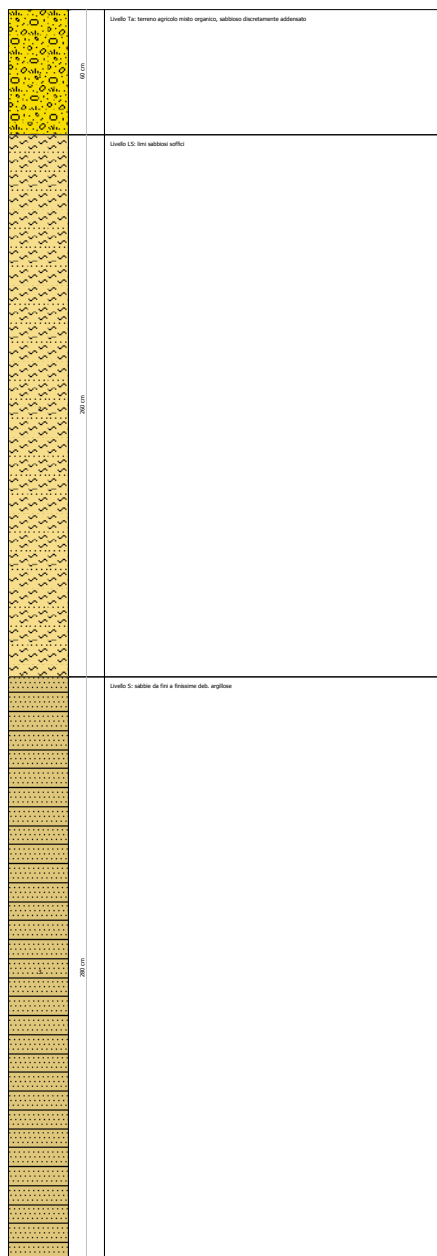 Livello Ta: terreno agricolo misto organico, sabbioso discretamente addensato
60 cm
Livello LS: limi sabbiosi soffici
260 cm
Livello S: sabbie da fini a finissime deb. argillose
280 cm